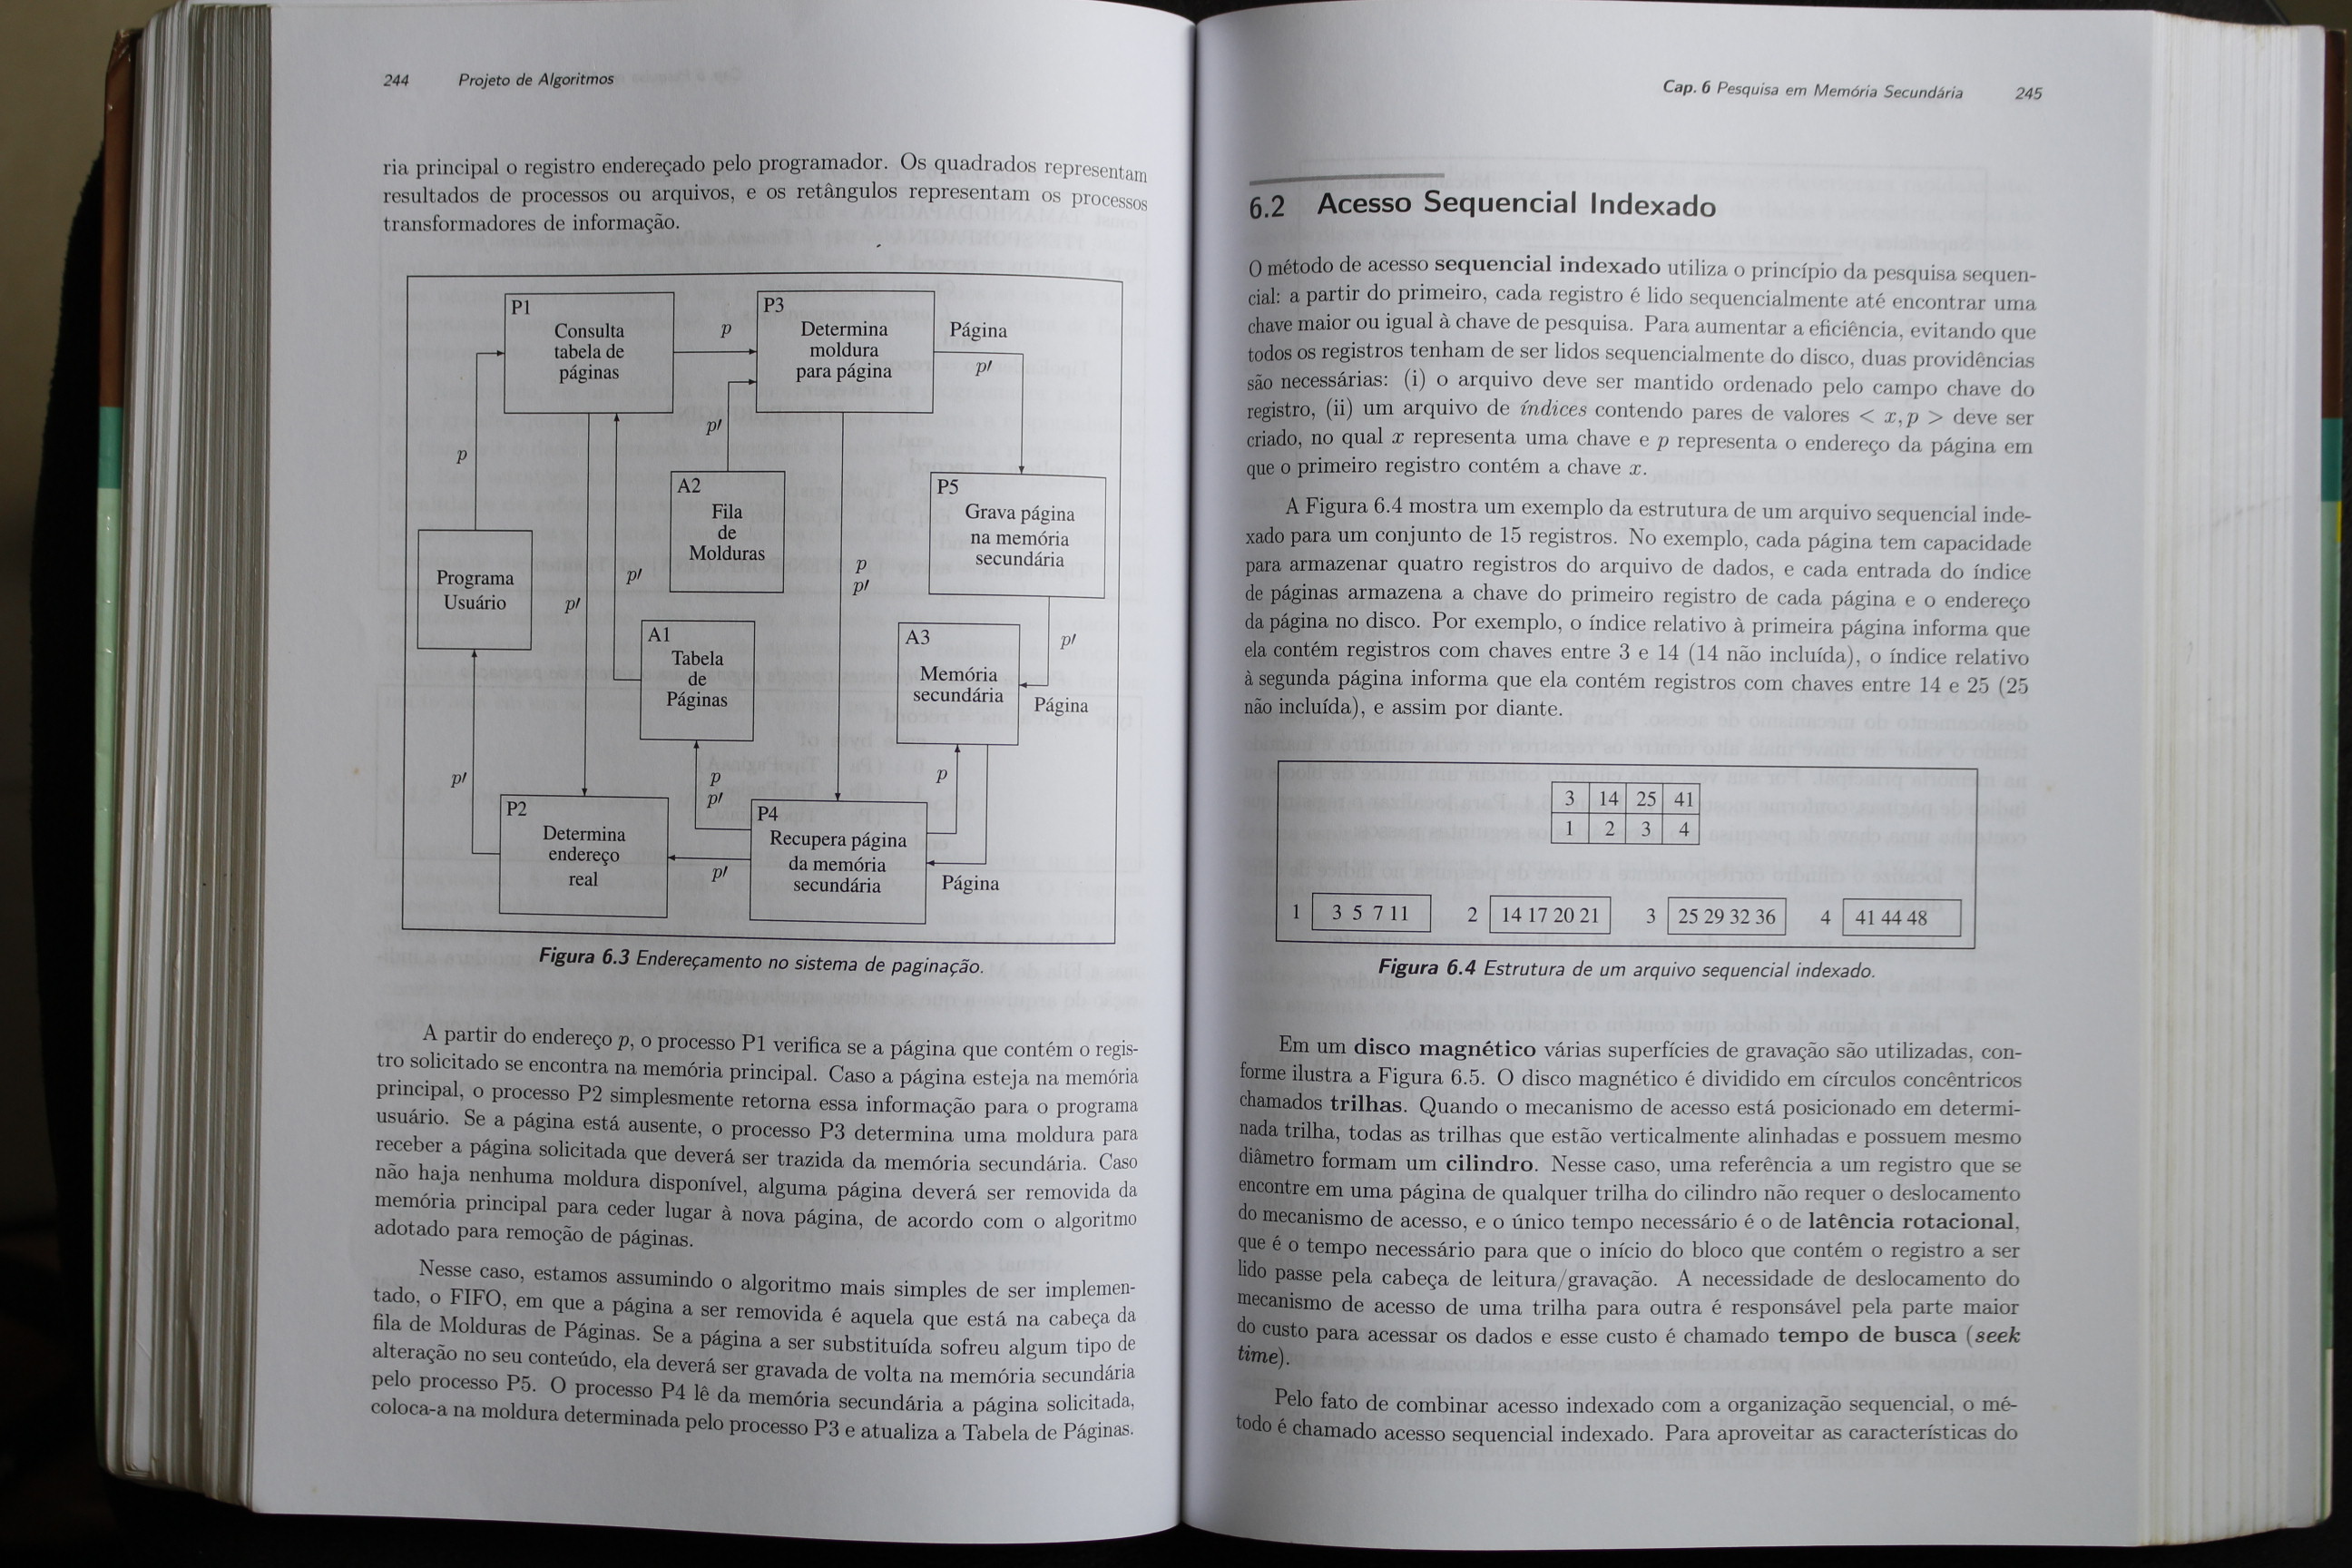 244 Projeto de Algoritmos
ria principal o registro endereçado pelo programador. Os quadrados representam
resultados de processos ou arquivos, e os retângulos representam os processos
transformadores de informação.
P1
Consulta
tabela de
páginas
p
P3
Determina
moldura
para página
Página
p′
p
Programa
Usuário
p′
p′
A2
Fila
de
Molduras
p′
P5
Grava página
na memória
secundária
p
p′
A1
Tabela
de
Páginas
A3
Memória
secundária
p′
Página
p′
P2
Determina
endereço
real
p
p′
p′
P4
Recupera página
da memória
secundária
p
Página
Figura 6.3 Endereçamento no sistema de paginação.
A partir do endereço p, o processo P1 verifica se a página que contém o regis-
tro solicitado se encontra na memória principal. Caso a página esteja na memória
principal, o processo P2 simplesmente retorna essa informação para o programa
usuário. Se a página está ausente, o processo P3 determina uma moldura para
receber a página solicitada que deverá ser trazida da memória secundária. Caso
não haja nenhuma moldura disponível, alguma página deverá ser removida da
memória principal para ceder lugar à nova página, de acordo com o algoritmo
adotado para remoção de páginas.
Nesse caso, estamos assumindo o algoritmo mais simples de ser implemen-
tado, o FIFO, em que a página a ser removida é aquela que está na cabeça da
fila de Molduras de Páginas. Se a página a ser substituída sofreu algum tipo de
alteração no seu conteúdo, ela deverá ser gravada de volta na memória secundária
pelo processo P5. O processo P4 lê da memória secundária a página solicitada,
coloca-a na moldura determinada pelo processo P3 e atualiza a Tabela de Páginas.
Cap. 6 Pesquisa em Memória Secundária 245
6.2 Acesso Sequencial Indexado
O método de acesso sequencial indexado utiliza o princípio da pesquisa sequen-
cial: a partir do primeiro, cada registro é lido sequencialmente até encontrar uma
chave maior ou igual à chave de pesquisa. Para aumentar a eficiência, evitando que
todos os registros tenham de ser lidos sequencialmente do disco, duas providências
são necessárias: (i) o arquivo deve ser mantido ordenado pelo campo chave do
registro, (ii) um arquivo de índices contendo pares de valores < x, p > deve ser
criado, no qual x representa uma chave e p representa o endereço da página em
que o primeiro registro contém a chave x.
A Figura 6.4 mostra um exemplo da estrutura de um arquivo sequencial inde-
xado para um conjunto de 15 registros. No exemplo, cada página tem capacidade
para armazenar quatro registros do arquivo de dados, e cada entrada do índice
de páginas armazena a chave do primeiro registro de cada página e o endereço
da página no disco. Por exemplo, o índice relativo à primeira página informa que
ela contém registros com chaves entre 3 e 14 (14 não incluída), o índice relativo
à segunda página informa que ela contém registros com chaves entre 14 e 25 (25
não incluída), e assim por diante.
3 14 25 41
1 2 3 4
1 3 5 7 11 2 14 17 20 21 3 25 29 32 36 4 41 44 48
Figura 6.4 Estrutura de um arquivo sequencial indexado.
Em um disco magnético várias superfícies de gravação são utilizadas, con-
forme ilustra a Figura 6.5. O disco magnético é dividido em círculos concêntricos
chamados trilhas. Quando o mecanismo de acesso está posicionado em determi-
nada trilha, todas as trilhas que estão verticalmente alinhadas e possuem mesmo
diâmetro formam um cilindro. Nesse caso, uma referência a um registro que se
encontre em uma página de qualquer trilha do cilindro não requer o deslocamento
do mecanismo de acesso, e o único tempo necessário é o de latência rotacional,
que é o tempo necessário para que o início do bloco que contém o registro a ser
lido passe pela cabeça de leitura/gravação. A necessidade de deslocamento do
mecanismo de acesso de uma trilha para outra é responsável pela parte maior
do custo para acessar os dados e esse custo é chamado tempo de busca (seek
time).
Pelo fato de combinar acesso indexado com a organização sequencial, o mé-
todo é chamado acesso sequencial indexado. Para aproveitar as características do